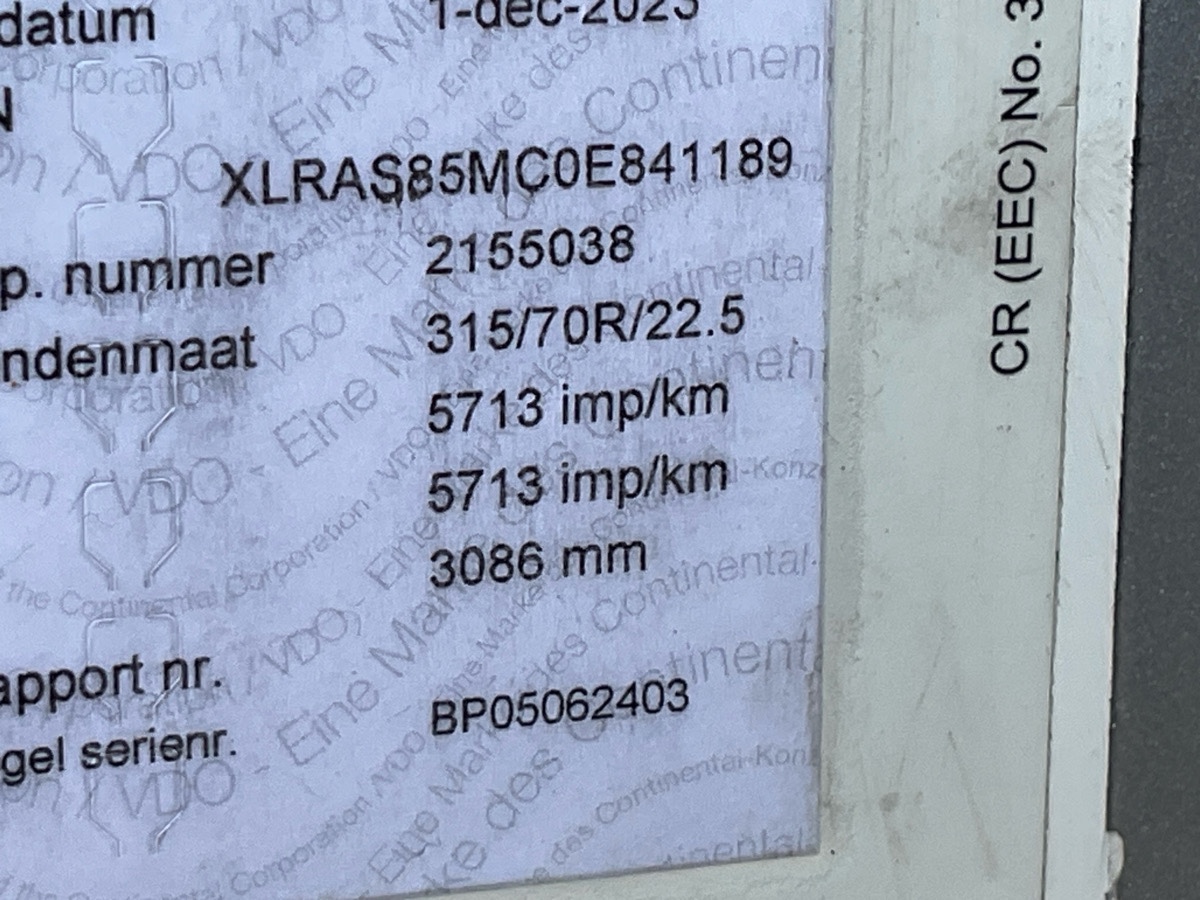 datum 1-dec-2023
N
XLRAS85MC0E841189
p. nummer 2155038
ndenmaat 315/70R/22.5
5713 imp/km
5713 imp/km
3086 mm
apport nr.
gel serienr. BP05062403
CR (EEC) No. 3